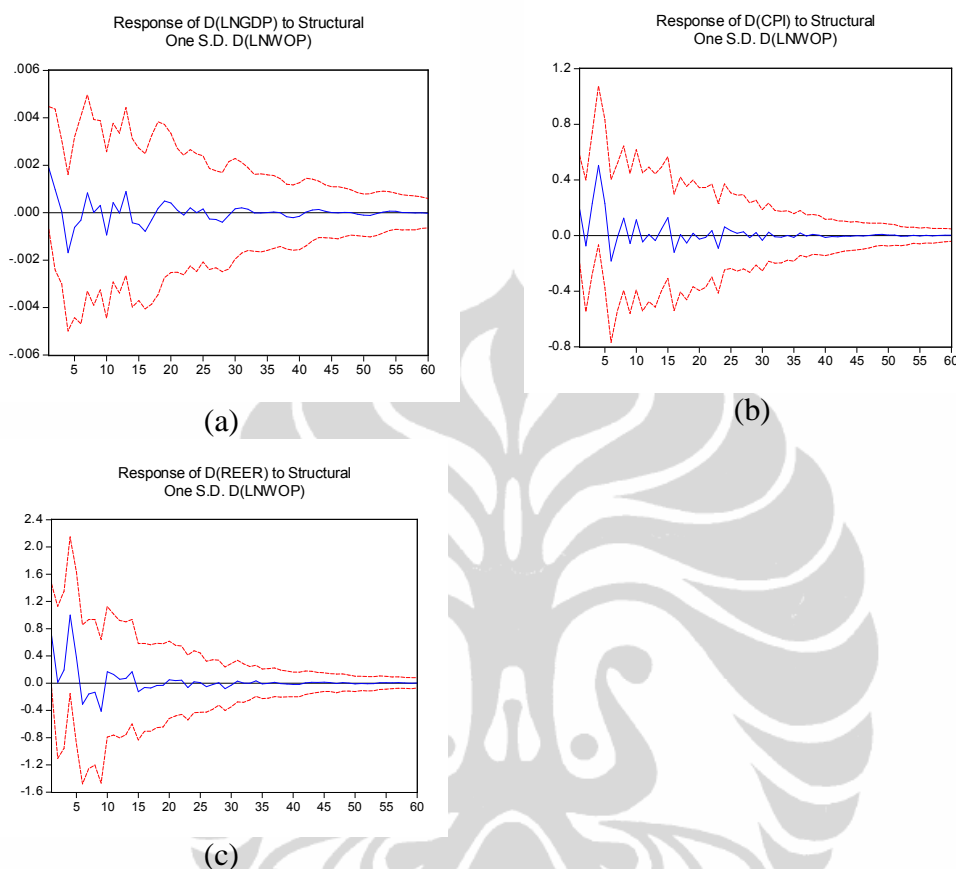 Response of D(LNGDP) to Structural
One S.D. D(LNWOP)
.006
.004
.002
.000
-.002
-.004
-.006
5 10 15 20 25 30 35 40 45 50 55 60
(a)
Response of D(CPI) to Structural
One S.D. D(LNWOP)
1.2
0.8
0.4
0.0
-0.4
-0.8
5 10 15 20 25 30 35 40 45 50 55 60
(b)
Response of D(REER) to Structural
One S.D. D(LNWOP)
2.4
2.0
1.6
1.2
0.8
0.4
0.0
-0.4
-0.8
-1.2
-1.6
5 10 15 20 25 30 35 40 45 50 55 60
(c)